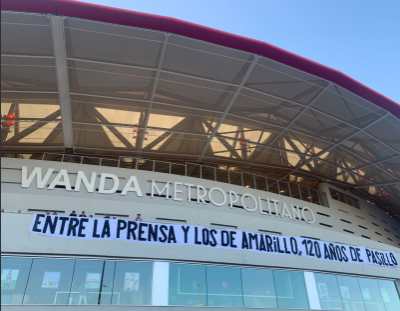 WANDA METROPOLITANO
ENTRE LA PRENSA Y LOS DE AMARILLO, 120 AÑOS DE PASILLO